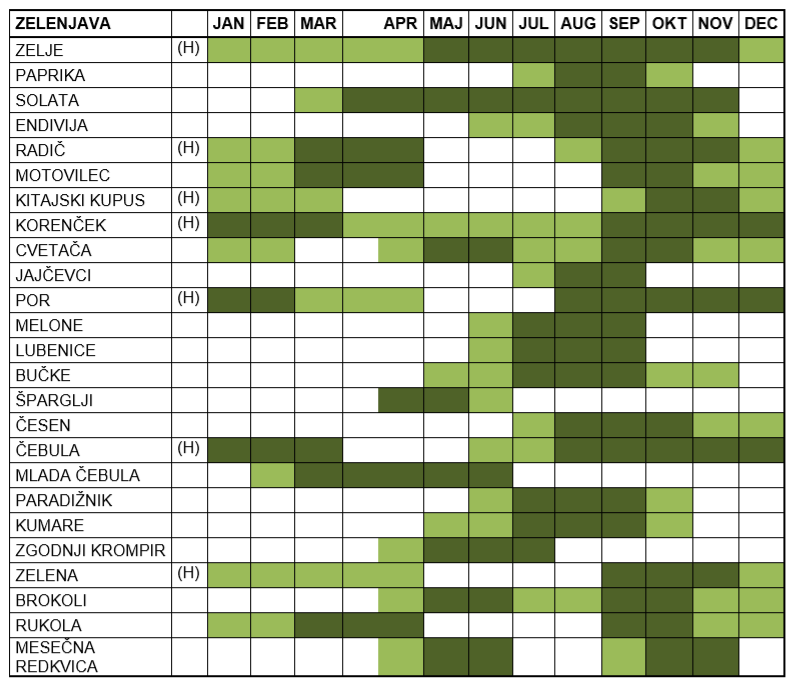 ZELENJAVA JAN FEB MAR APR MAJ JUN JUL AUG SEP OKT NOV DEC
ZELJE (H)
PAPRIKA
SOLATA
ENDIVIJA
RADIČ (H)
MOTOVILEC
KITAJSKI KUPUS (H)
KORENČEK (H)
CVETAČA
JAJČEVCI
POR (H)
MELONE
LUBENICE
BUČKE
ŠPARGLJI
ČESEN
ČEBULA (H)
MLADA ČEBULA
PARADIŽNIK
KUMARE
ZGODNJI KROMPIR
ZELENA (H)
BROKOLI
RUKOLA
MESEČNA
REDKVICA